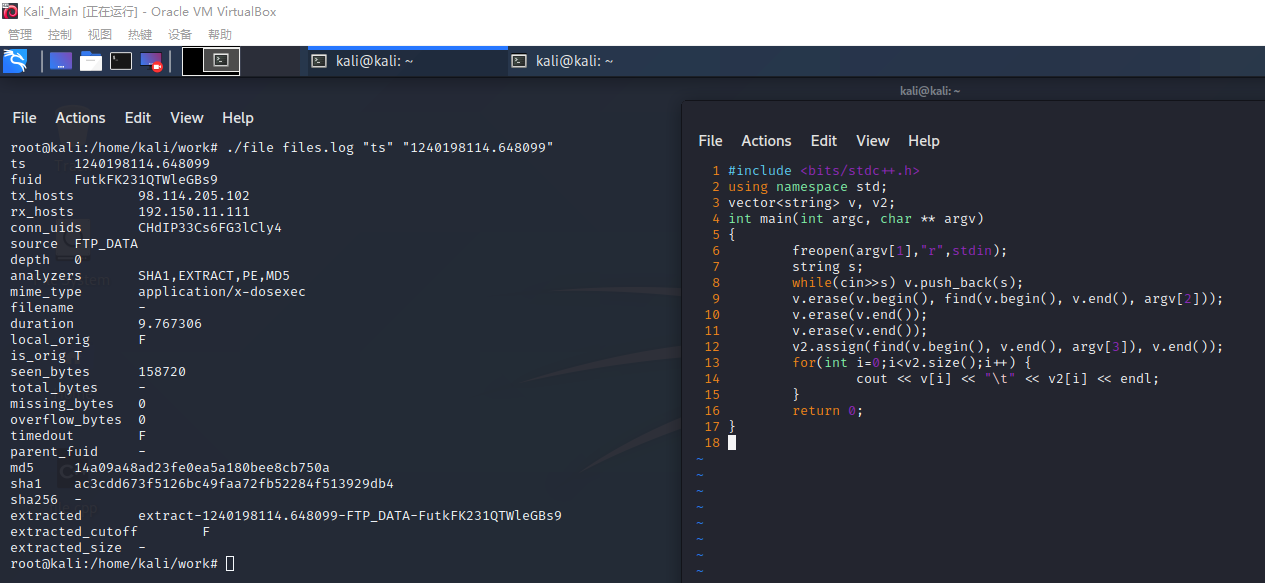 Kali_Main [正在运行] - Oracle VM VirtualBox
管理 控制 视图 热键 设备 帮助
kali@kali: ~ kali@kali: ~
kali@kali: ~
File Actions Edit View Help
root@kali:/home/kali/work# ./file files.log "ts" "1240198114.648099"
ts 1240198114.648099
fuid FutkFK231QTWleGBs9
tx_hosts 98.114.205.102
rx_hosts 192.150.11.111
conn_uids CHdIP33Cs6FG3lCly4
source FTP_DATA
depth 0
analyzers SHA1,EXTRACT,PE,MD5
mime_type application/x-dosexec
filename -
duration 9.767306
local_orig F
is_orig T
seen_bytes 158720
total_bytes -
missing_bytes 0
overflow_bytes 0
timedout F
parent_fuid -
md5 14a09a48ad23fe0ea5a180bee8cb750a
sha1 ac3cdd673f5126bc49faa72fb52284f513929db4
sha256 -
extracted extract-1240198114.648099-FTP_DATA-FutkFK231QTWleGBs9
extracted_cutoff F
extracted_size -
root@kali:/home/kali/work#
File Actions Edit View Help
1 #include <bits/stdc++.h>
2 using namespace std;
3 vector<string> v, v2;
4 int main(int argc, char ** argv)
5 {
6 freopen(argv[1],"r",stdin);
7 string s;
8 while(cin>>s) v.push_back(s);
9 v.erase(v.begin(), find(v.begin(), v.end(), argv[2]));
10 v.erase(v.end());
11 v.erase(v.end());
12 v2.assign(find(v.begin(), v.end(), argv[3]), v.end());
13 for(int i=0;i<v2.size();i++) {
14 cout << v[i] << "\t" << v2[i] << endl;
15 }
16 return 0;
17 }
18
~
~
~
~
~
~
~
~